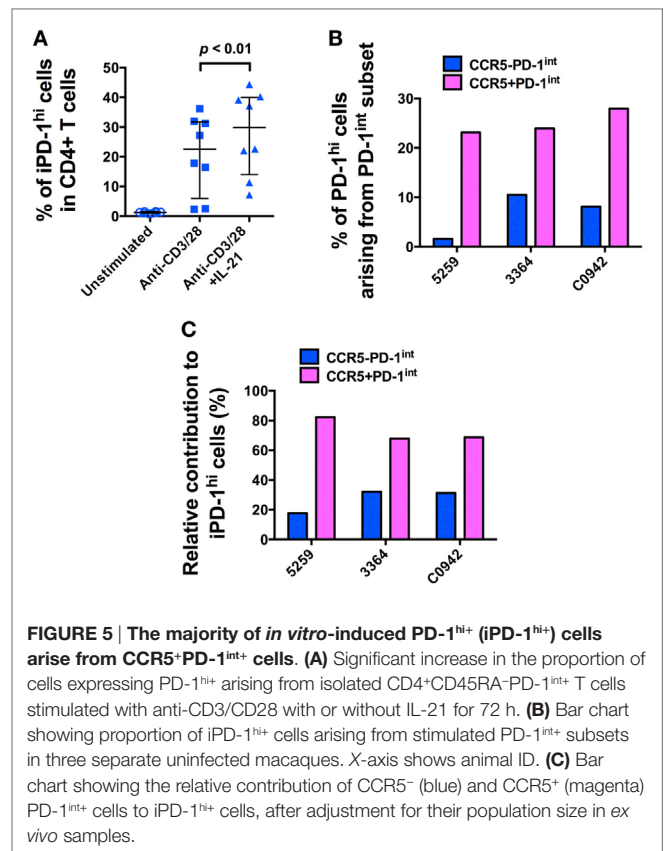 A
p < 0.01
% of iPD-1hi cells
in CD4+ T cells
50
40
30
20
10
0
Unstimulated
Anti-CD3/28
Anti-CD3/28
+IL-21
B
CCR5-PD-1int
CCR5+PD-1int
% of PD-1hi cells
arising from PD-1int subset
30
20
10
0
5259
3364
C0942
C
CCR5-PD-1int
CCR5+PD-1int
Relative contribution to
iPD-1hi cells (%)
100
80
60
40
20
0
5259
3364
C0942
FIGURE 5 | The majority of in vitro-induced PD-1hi+ (iPD-1hi+) cells
arise from CCR5+PD-1int+ cells. (A) Significant increase in the proportion of
cells expressing PD-1hi+ arising from isolated CD4+CD45RA−PD-1int+ T cells
stimulated with anti-CD3/CD28 with or without IL-21 for 72 h. (B) Bar chart
showing proportion of iPD-1hi+ cells arising from stimulated PD-1int+ subsets
in three separate uninfected macaques. X-axis shows animal ID. (C) Bar
chart showing the relative contribution of CCR5− (blue) and CCR5+ (magenta)
PD-1int+ cells to iPD-1hi+ cells, after adjustment for their population size in ex
vivo samples.